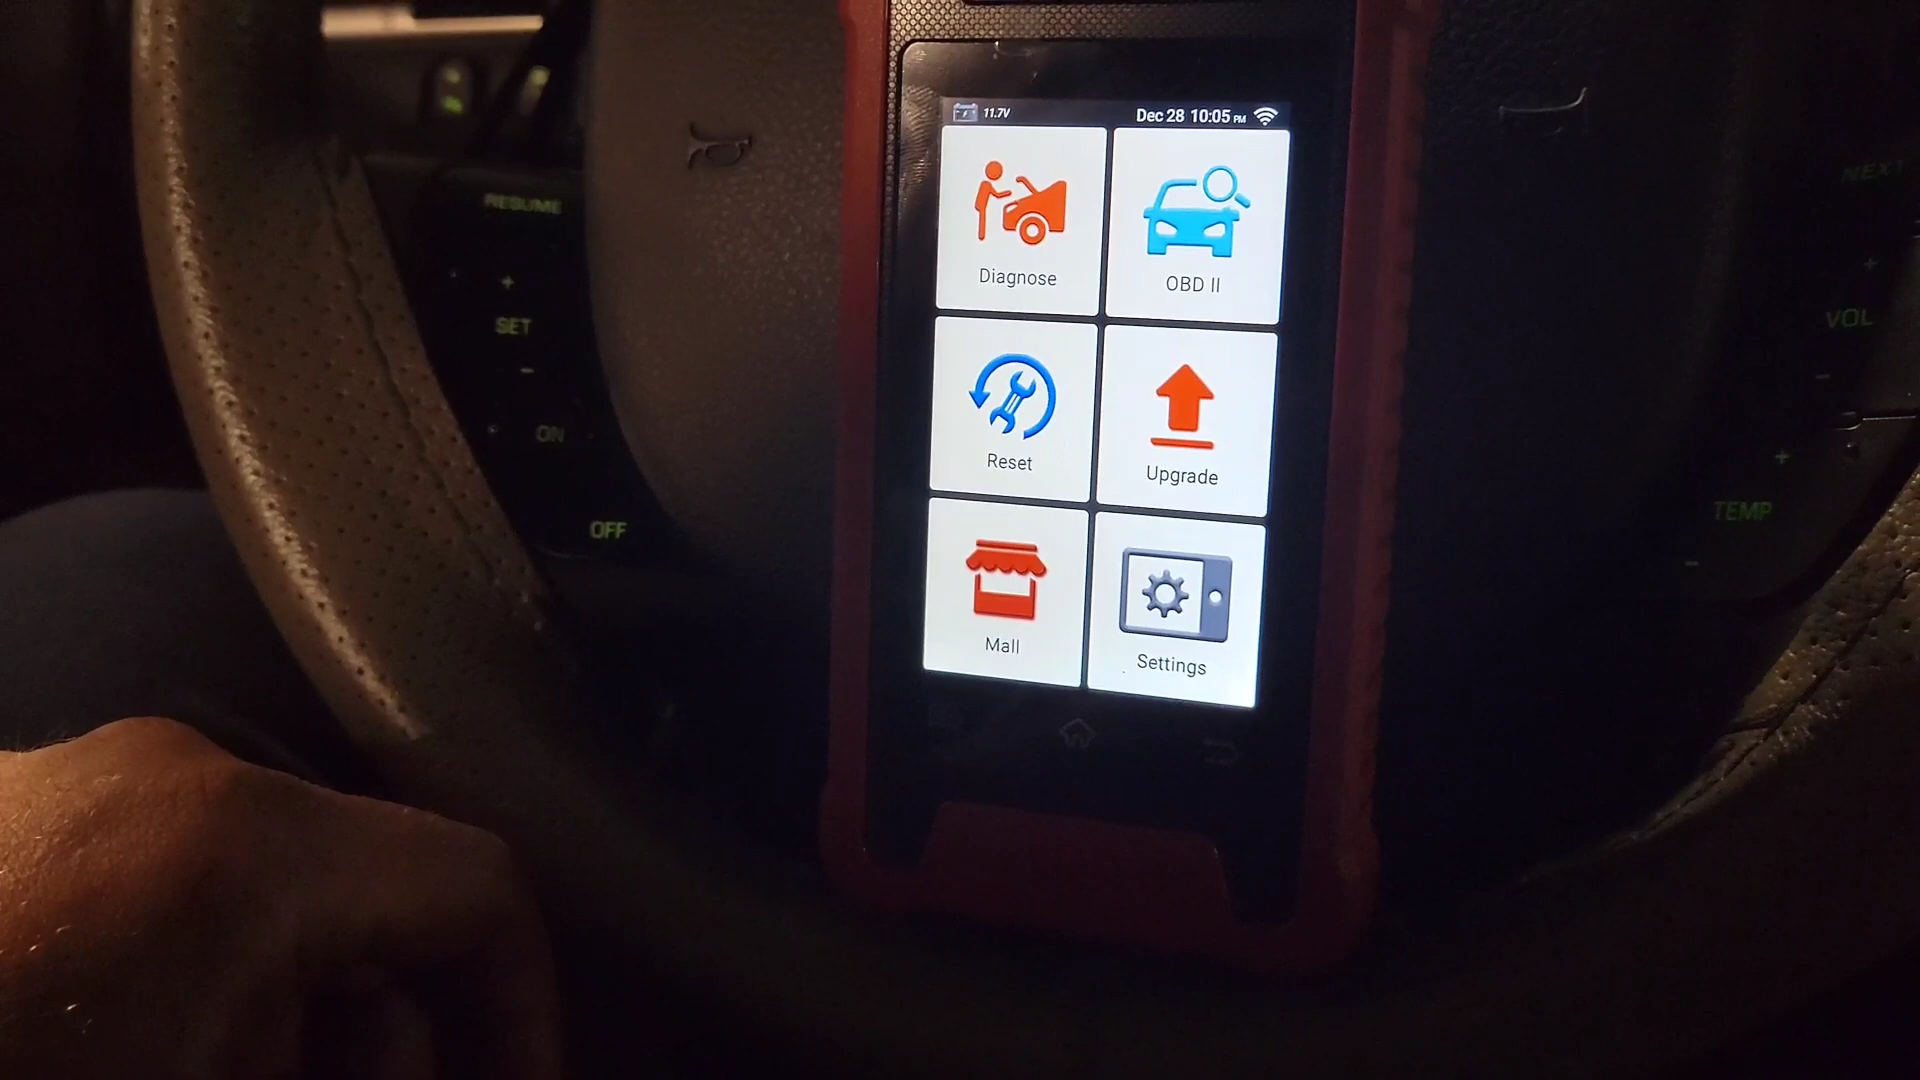 11.7V
Dec 28 10:05 PM
Diagnose
OBD II
Reset
Upgrade
Mall
Settings
RESUME
+
SET
-
ON
OFF
NEXT
+
VOL
-
+
TEMP
-